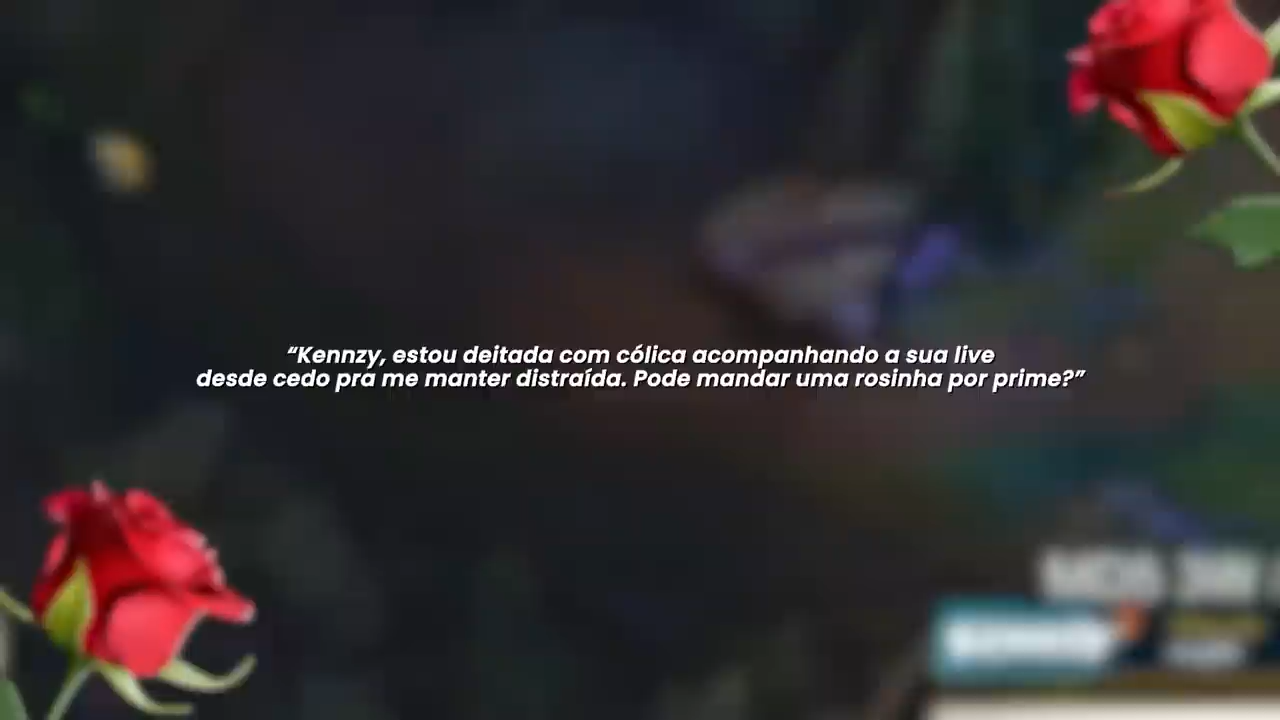 “Kennzy, estou deitada com cólica acompanhando a sua live
desde cedo pra me manter distraída. Pode mandar uma rosinha por prime?”